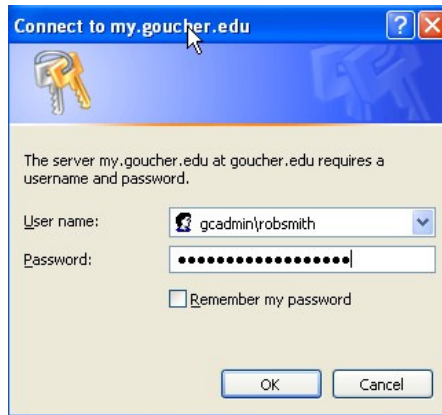 Connect to my.goucher.edu
The server my.goucher.edu at goucher.edu requires a
username and password.
User name:
gcadmin\robsmith
Password:
••••••••••••••••••
Remember my password
OK
Cancel